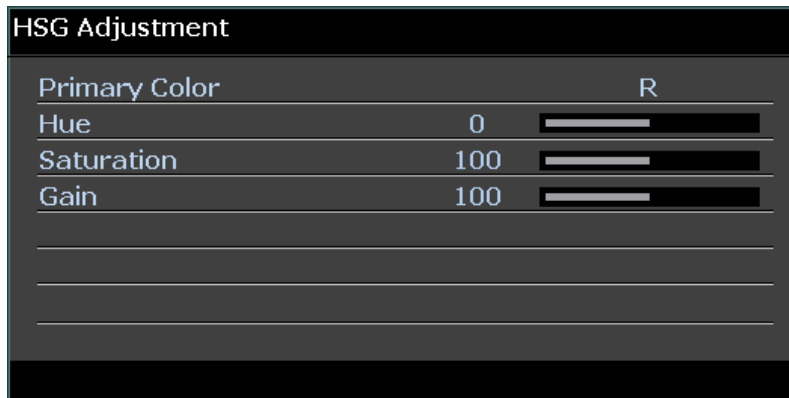 HSG Adjustment
Primary Color R
Hue 0
Saturation 100
Gain 100